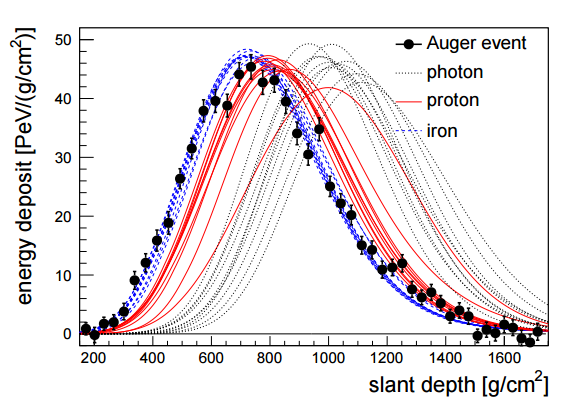 energy deposit [PeV/(g/cm²)]
50
40
30
20
10
0
Auger event
photon
proton
iron
200 400 600 800 1000 1200 1400 1600
slant depth [g/cm²]